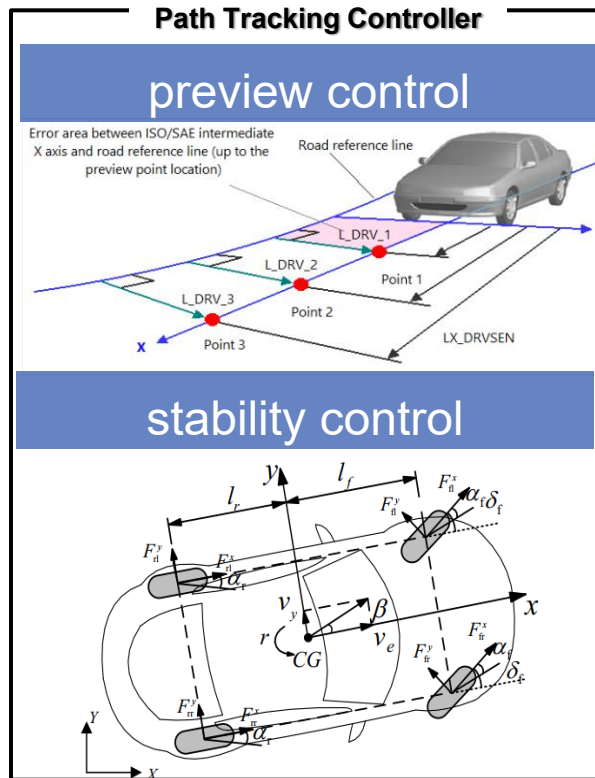 Path Tracking Controller
preview control
Error area between ISO/SAE intermediate
X axis and road reference line (up to the
preview point location)
Road reference line
L_DRV_1
L_DRV_2
L_DRV_3
Point 1
Point 2
Point 3
X
LX_DRVSEN
stability control
y
l_r
l_f
F_fl^x
F_fl^y
α_f
δ_f
F_rl^y
F_rl^x
α_r
v_y
β
x
r
v_e
CG
F_fr^y
F_fr^x
α_f
δ_f
F_rr^y
F_rr^x
α_r
Y
X